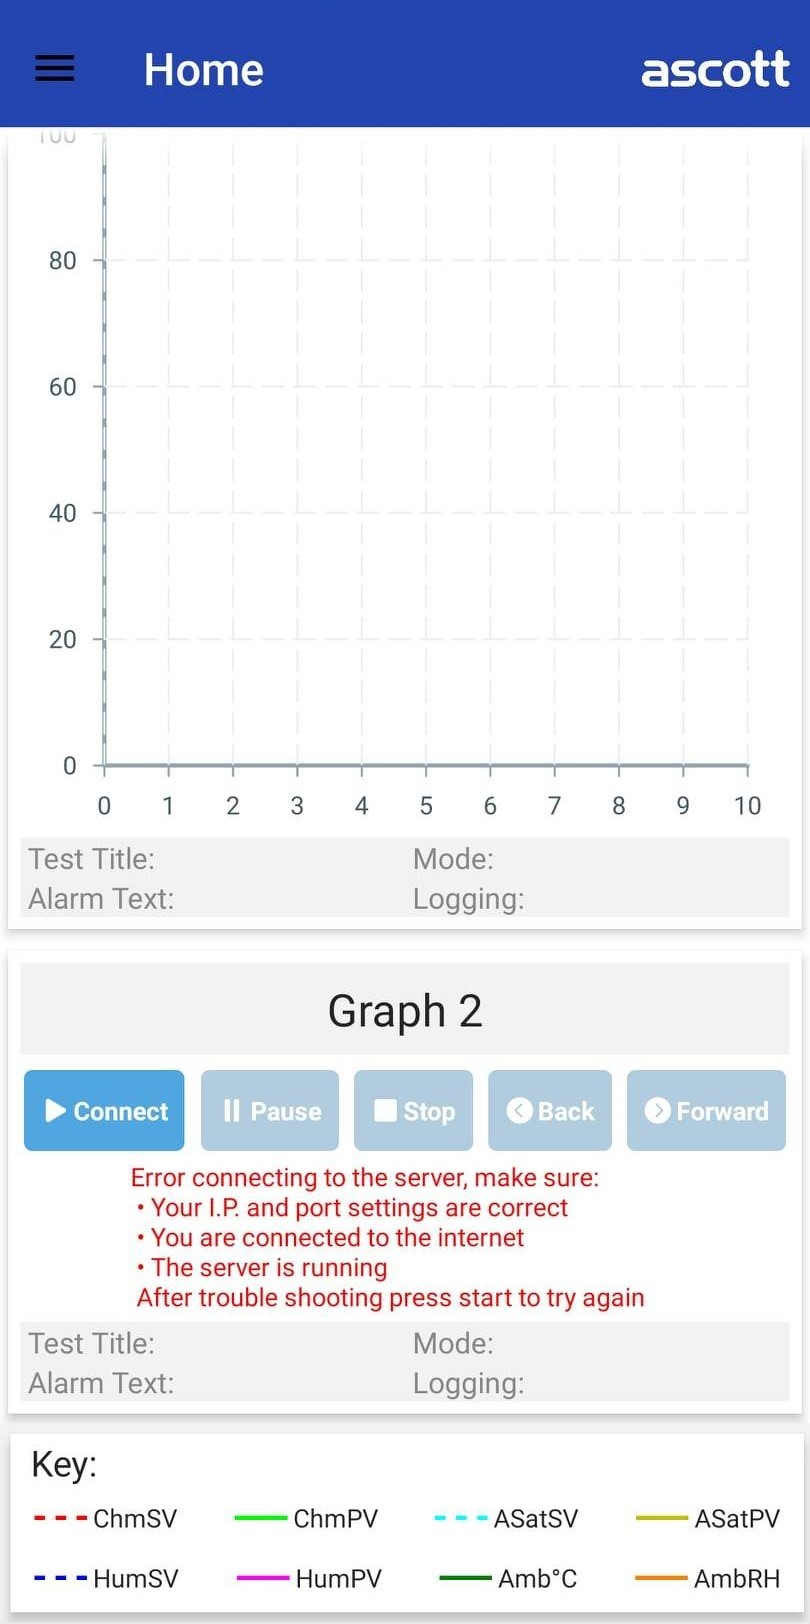 Home
ascott
100
80
60
40
20
0
0 1 2 3 4 5 6 7 8 9 10
Test Title: Mode:
Alarm Text: Logging:
Graph 2
Connect Pause Stop Back Forward
Error connecting to the server, make sure:
• Your I.P. and port settings are correct
• You are connected to the internet
• The server is running
After trouble shooting press start to try again
Test Title: Mode:
Alarm Text: Logging:
Key:
ChmSV ChmPV ASatSV ASatPV
HumSV HumPV Amb°C AmbRH